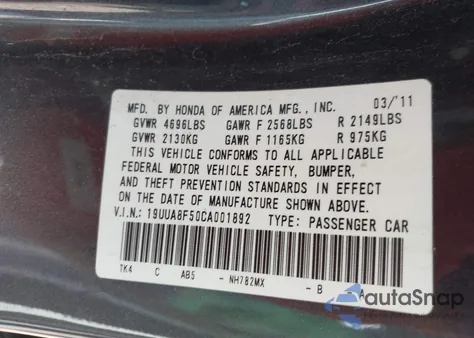 MFD. BY HONDA OF AMERICA MFG., INC. 03/'11
GVWR 4696LBS GAWR F 2568LBS R 2149LBS
GVWR 2130KG GAWR F 1165KG R 975KG
THIS VEHICLE CONFORMS TO ALL APPLICABLE
FEDERAL MOTOR VEHICLE SAFETY, BUMPER,
AND THEFT PREVENTION STANDARDS IN EFFECT
ON THE DATE OF MANUFACTURE SHOWN ABOVE.
V.I.N.: 19UUA8F50CA001892 TYPE: PASSENGER CAR
TK4 C AB5 - NH782MX - B A
autaSnap